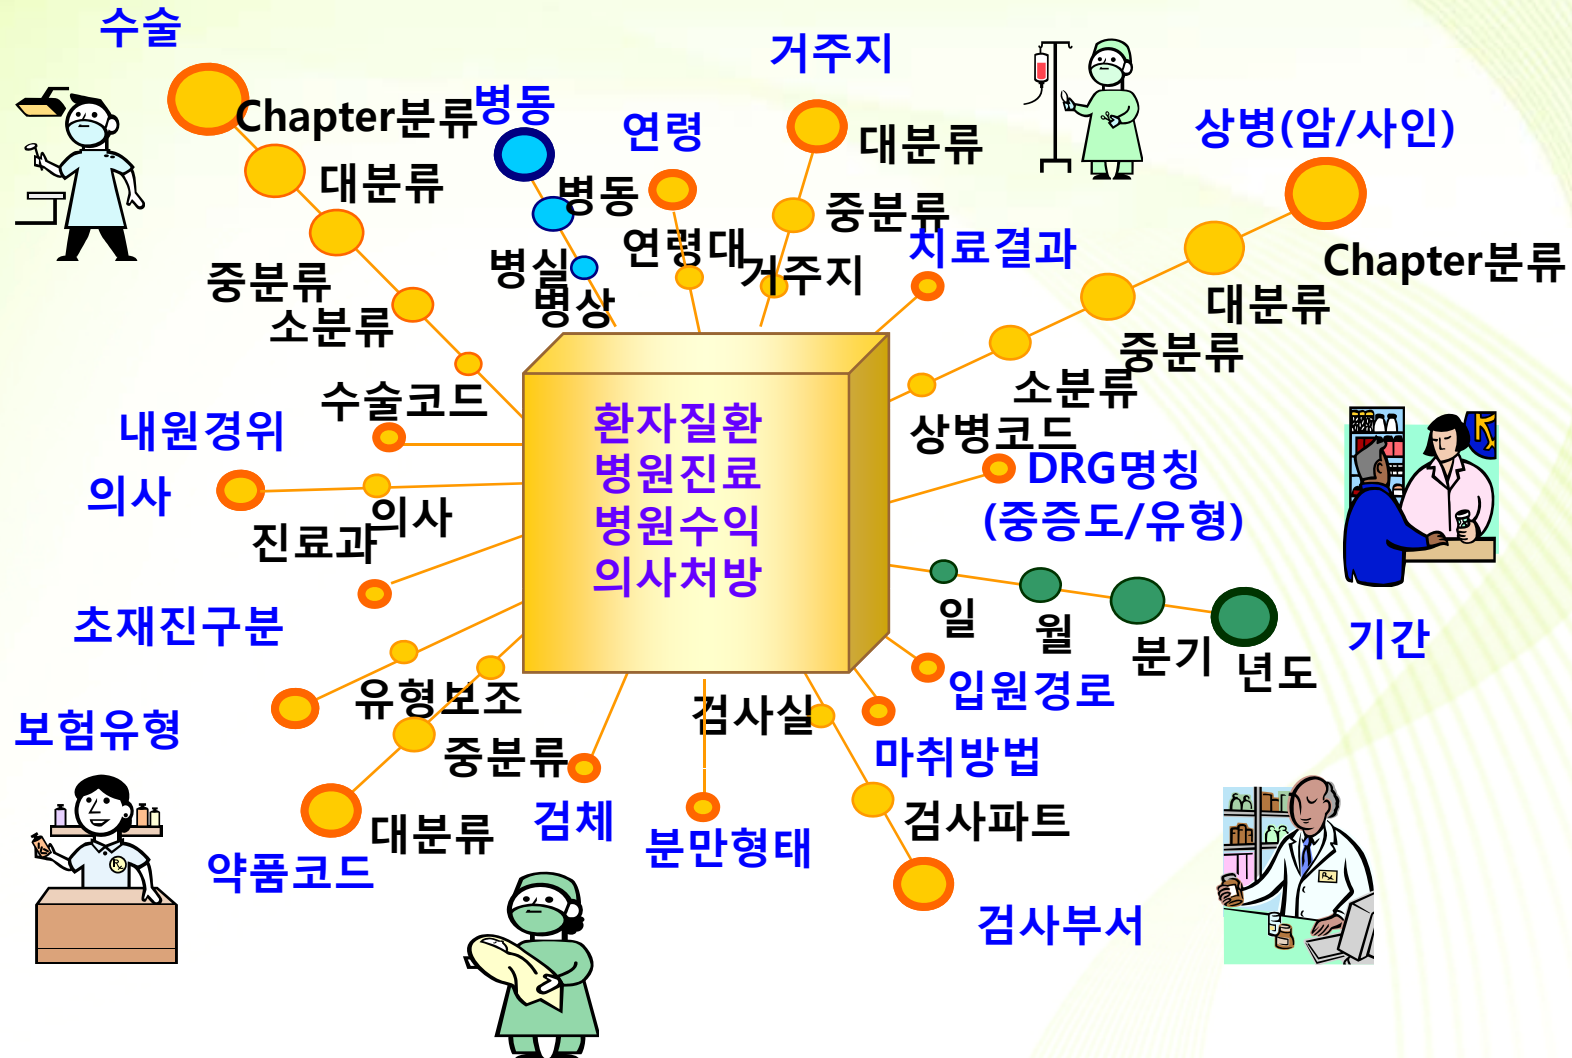 수술
거주지
Chapter분류
병동
연령
상병(암/사인)
대분류
대분류
병동
중분류
연령대
치료결과
병실
거주지
Chapter분류
중분류
병상
대분류
소분류
중분류
수술코드
소분류
내원경위
상병코드
환자질환
병원진료
병원수익
의사처방
DRG명칭
(중증도/유형)
의사
의사
진료과
초재진구분
일
월
분기
년도
기간
유형보조
입원경로
보험유형
검사실
중분류
마취방법
대분류
검체
분만형태
검사파트
약품코드
검사부서